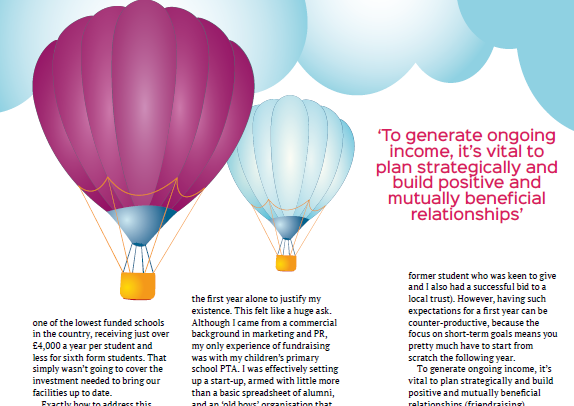 ‘To generate ongoing
income, it’s vital to
plan strategically and
build positive and
mutually beneficial
relationships’
one of the lowest funded schools
in the country, receiving just over
£4,000 a year per student and
less for sixth form students. That
simply wasn’t going to cover the
investment needed to bring our
facilities up to date.
Exactly how to address this
the first year alone to justify my
existence. This felt like a huge ask.
Although I came from a commercial
background in marketing and PR,
my only experience of fundraising
was with my children’s primary
school PTA. I was effectively setting
up a start-up, armed with little more
than a basic spreadsheet of alumni,
and an ‘old boys’ organisation that
former student who was keen to give
and I also had a successful bid to a
local trust). However, having such
expectations for a first year can be
counter-productive, because the
focus on short-term goals means you
pretty much have to start from
scratch the following year.
To generate ongoing income, it’s
vital to plan strategically and build
positive and mutually beneficial
relationships (friendraising).